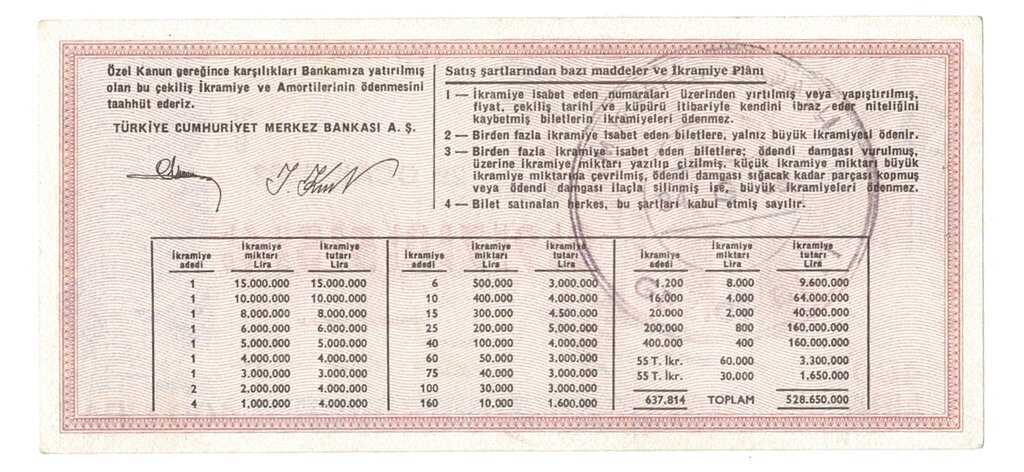 Özel Kanun gereğince karşılıkları Bankamıza yatırılmış
olan bu çekiliş İkramiye ve Amortilerinin ödenmesini
taahhüt ederiz.
TÜRKİYE CUMHURİYET MERKEZ BANKASI A. Ş.
Satış şartlarından bazı maddeler ve İkramiye Plânı
1 — İkramiye isabet eden numaraları üzerinden yırtılmış veya yapıştırılmış,
fiyat, çekiliş tarihi ve küpürü itibariyle kendini ibraz eder niteliğini
kaybetmiş biletlerin ikramiyeleri ödenmez.
2 — Birden fazla ikramiye isabet eden biletlere, yalnız büyük ikramiyesi ödenir.
3 — Birden fazla ikramiye isabet eden biletlere; ödendi damgası vurulmuş,
üzerine ikramiye miktarı yazılıp çizilmiş, küçük ikramiye miktarı büyük
ikramiye miktarına çevrilmiş, ödendi damgası sığacak kadar parçası kopmuş
veya ödendi damgası ilaçla silinmiş ise, büyük ikramiyeleri ödenmez.
4 — Bilet satınalan herkes, bu şartları kabul etmiş sayılır.
İkramiye adedi İkramiye miktarı Lira İkramiye tutarı Lira İkramiye adedi İkramiye miktarı Lira İkramiye tutarı Lira İkramiye adedi İkramiye miktarı Lira İkramiye tutarı Lira
1 15.000.000 15.000.000 6 500.000 3.000.000 1.200 8.000 9.600.000
1 10.000.000 10.000.000 10 400.000 4.000.000 16.000 4.000 64.000.000
1 8.000.000 8.000.000 15 300.000 4.500.000 20.000 2.000 40.000.000
1 6.000.000 6.000.000 25 200.000 5.000.000 200.000 800 160.000.000
1 5.000.000 5.000.000 40 100.000 4.000.000 400.000 400 160.000.000
1 4.000.000 4.000.000 60 50.000 3.000.000 55 T. İkr. 60.000 3.300.000
1 3.000.000 3.000.000 75 40.000 3.000.000 55 T. İkr. 30.000 1.650.000
2 2.000.000 4.000.000 100 30.000 3.000.000
4 1.000.000 4.000.000 160 10.000 1.600.000 637.814 TOPLAM 528.650.000